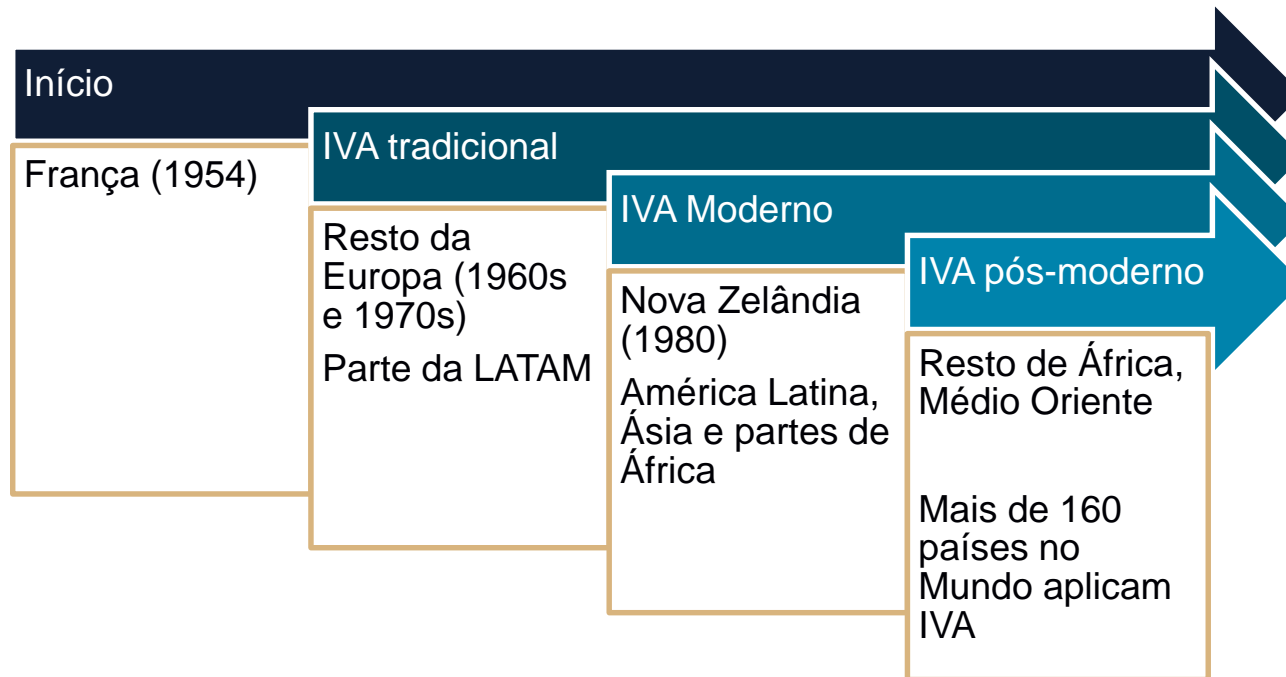 Início
França (1954)
IVA tradicional
Resto da
Europa (1960s
e 1970s)
Parte da LATAM
IVA Moderno
Nova Zelândia
(1980)
América Latina,
Ásia e partes de
África
IVA pós-moderno
Resto de África,
Médio Oriente
Mais de 160
países no
Mundo aplicam
IVA